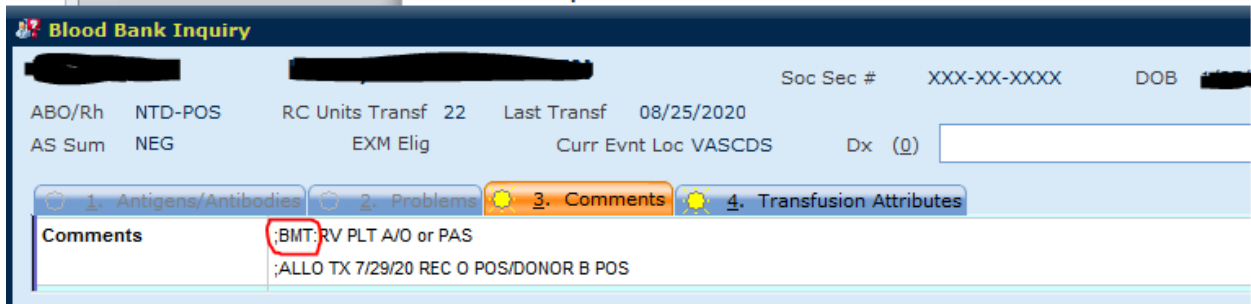 Blood Bank Inquiry
Soc Sec # XXX-XX-XXXX DOB
ABO/Rh NTD-POS RC Units Transf 22 Last Transf 08/25/2020
AS Sum NEG EXM Elig Curr Evnt Loc VASCDS Dx (0)
1. Antigens/Antibodies 2. Problems 3. Comments 4. Transfusion Attributes
Comments ;BMT;RV PLT A/O or PAS
;ALLO TX 7/29/20 REC O POS/DONOR B POS